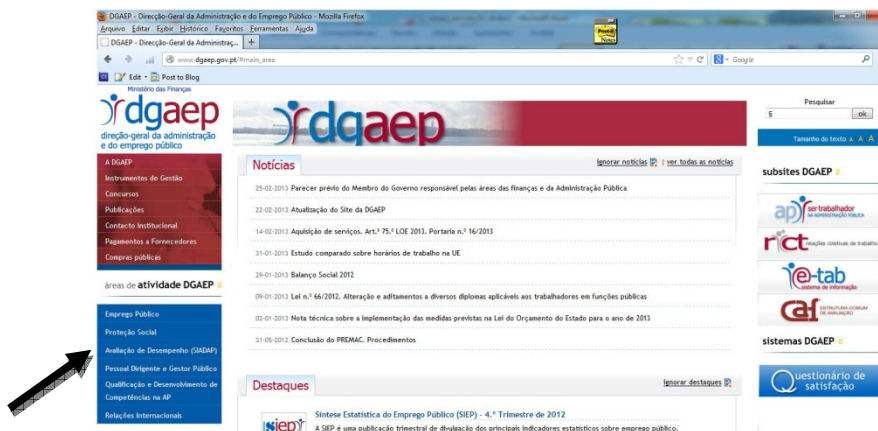 DGAEP - Direcção-Geral da Administração e do Emprego Público - Mozilla Firefox
Arquivo Editar Exibir Histórico Favoritos Ferramentas Ajuda
DGAEP - Direcção-Geral da Administraç...
www.dgaep.gov.pt/#main_area
Google
Edit
Post to Blog
Post-it
Notes
Ministério das Finanças
dgaep
direção-geral da administração
e do emprego público
dgaep
Pesquisar
ok
Tamanho do texto A A A
A DGAEP
Instrumentos de Gestão
Concursos
Publicações
Contacto Institucional
Pagamentos a Fornecedores
Compras públicas
áreas de atividade DGAEP
Emprego Público
Proteção Social
Avaliação de Desempenho (SIADAP)
Pessoal Dirigente e Gestor Público
Qualificação e Desenvolvimento de
Competências na AP
Relações Internacionais
Notícias
ignorar notícias | ver todas as notícias
25-02-2013 Parecer prévio do Membro do Governo responsável pelas áreas das finanças e da Administração Pública
22-02-2013 Atualização do Site da DGAEP
14-02-2013 Aquisição de serviços. Art.º 75.º LOE 2013. Portaria n.º 16/2013
31-01-2013 Estudo comparado sobre horários de trabalho na UE
29-01-2013 Balanço Social 2012
09-01-2013 Lei n.º 66/2012. Alteração e aditamentos a diversos diplomas aplicáveis aos trabalhadores em funções públicas
02-01-2013 Nota técnica sobre a implementação das medidas previstas na Lei do Orçamento do Estado para o ano de 2013
31-05-2012 Conclusão do PREMAC. Procedimentos
Destaques
ignorar destaques
siep
Síntese Estatística do Emprego Público (SIEP) - 4.º Trimestre de 2012
A SIEP é uma publicação trimestral de divulgação dos principais indicadores estatísticos sobre emprego público.
subsites DGAEP
ap ser trabalhador
NA ADMINISTRAÇÃO PÚBLICA
rct relações coletivas de trabalho
e-tab
sistema de informação
caf ESTRUTURA COMUM
DE AVALIAÇÃO
sistemas DGAEP
Questionário de
satisfação